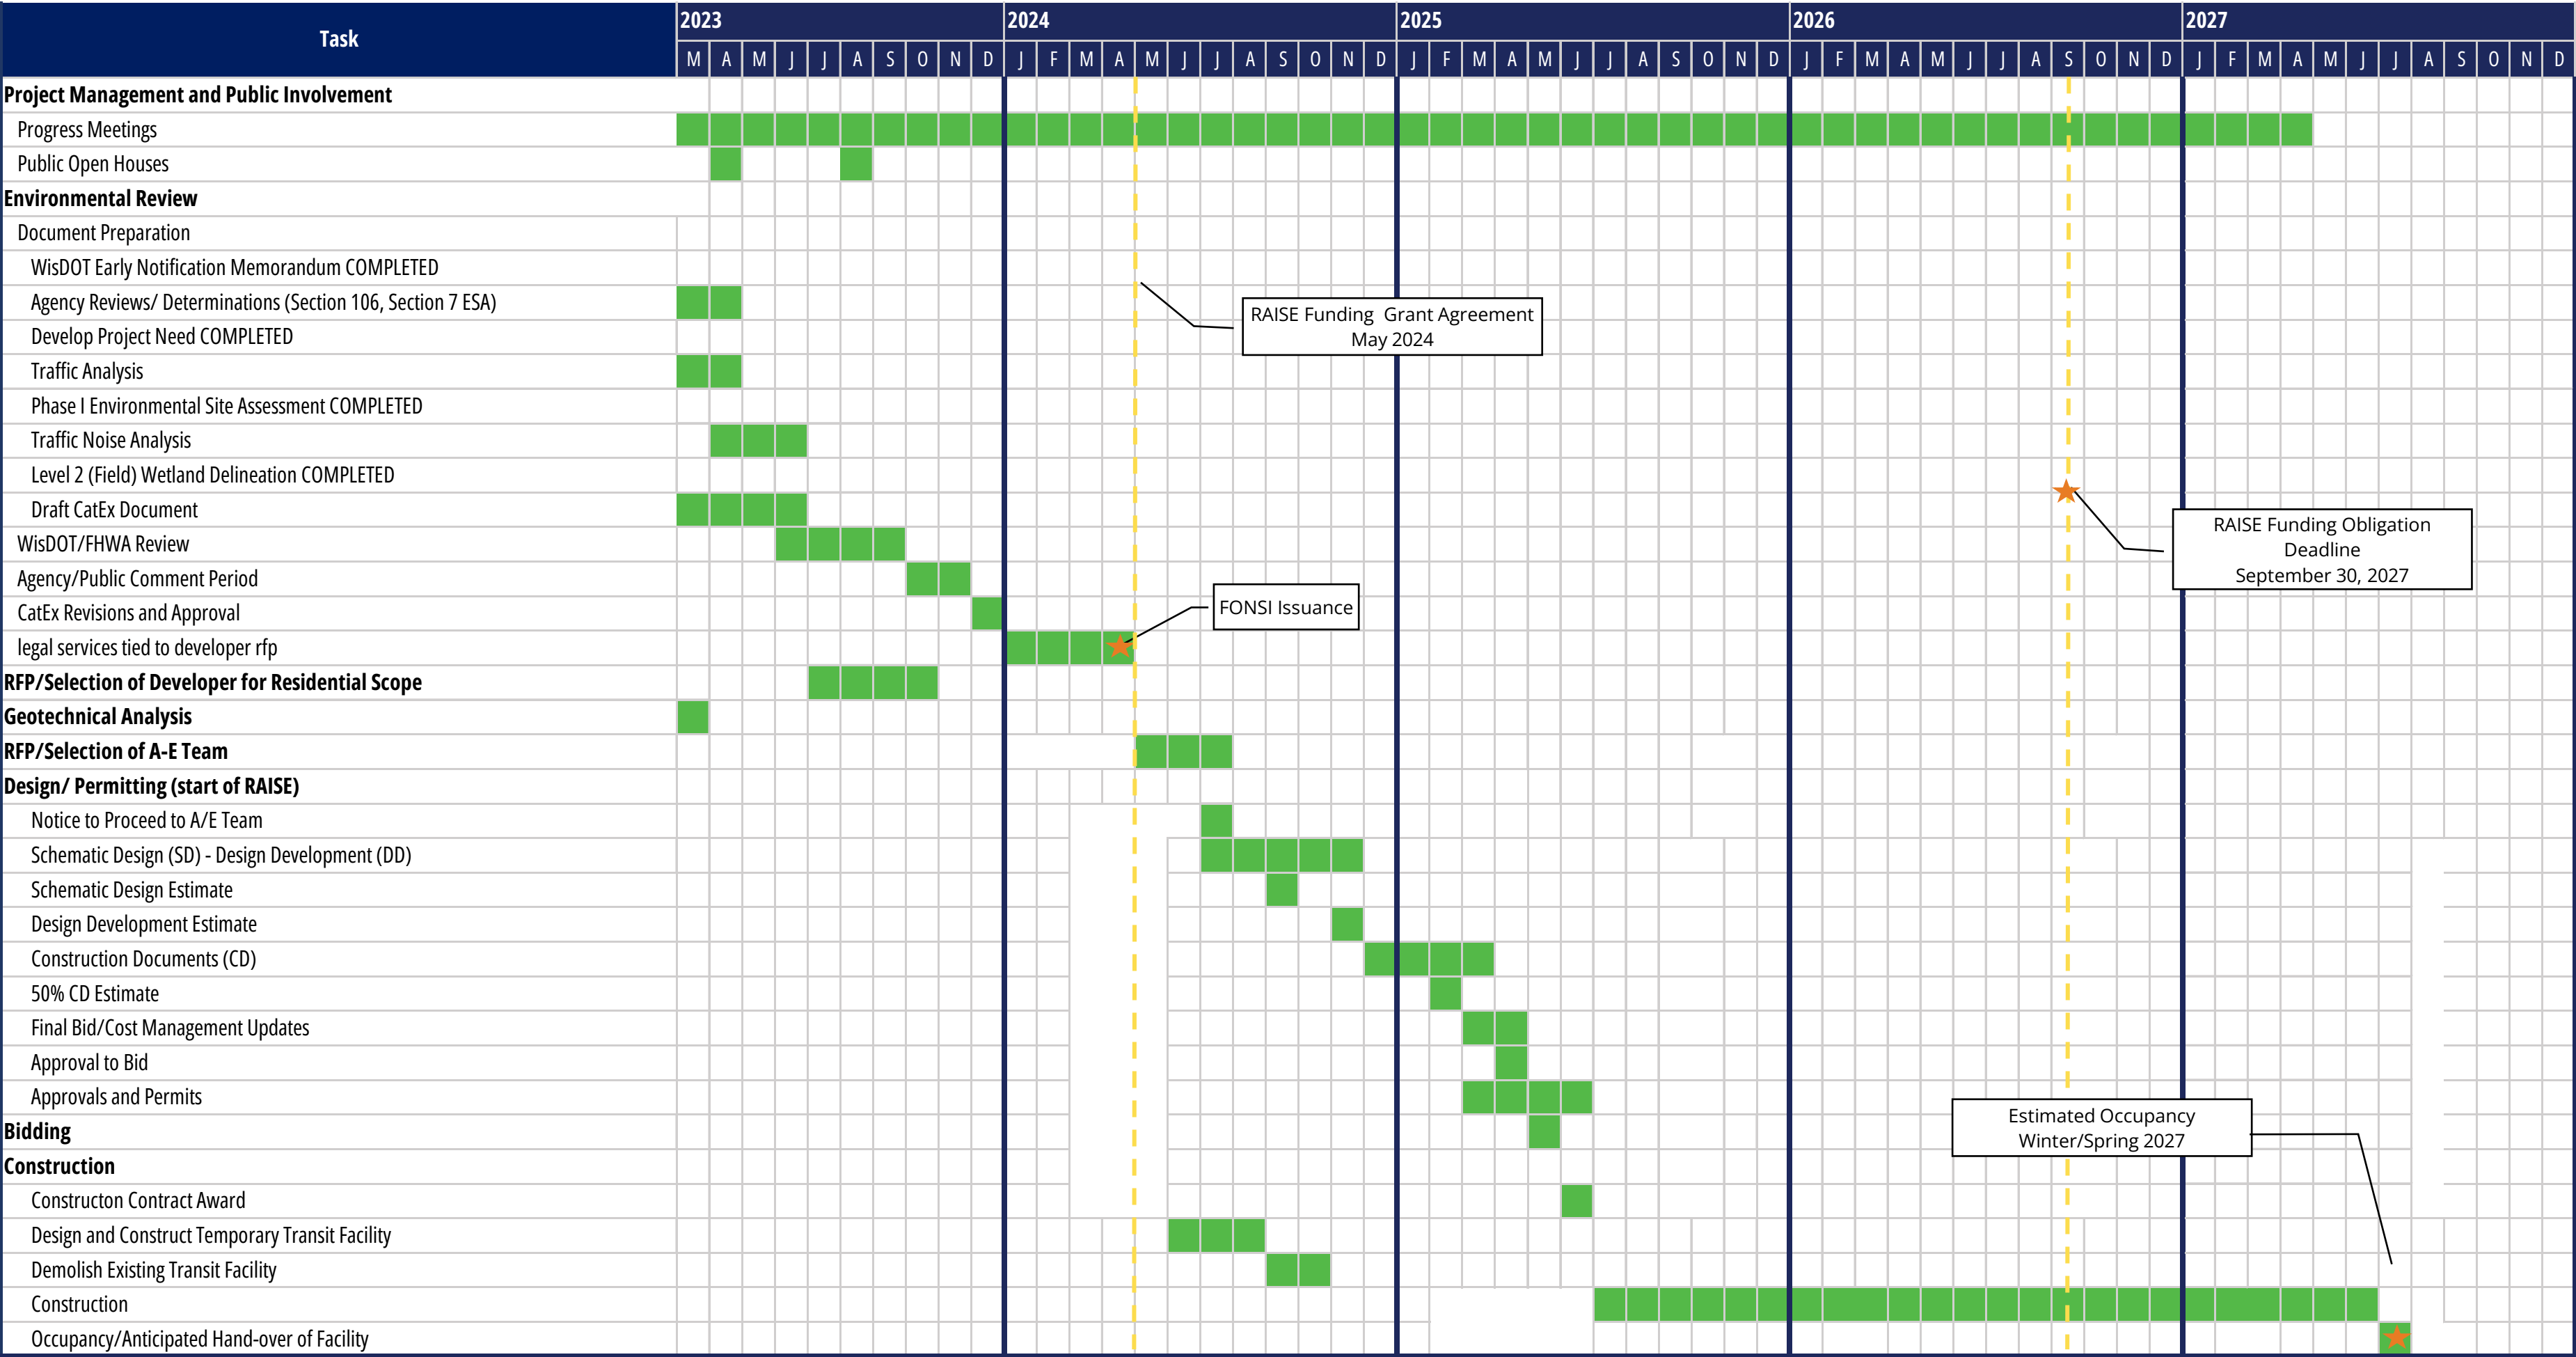 Task
2023 2024 2025 2026 2027
M A M J J A S O N D J F M A M J J A S O N D J F M A M J J A S O N D J F M A M J J A S O N D J F M A M J J A S O N D
Project Management and Public Involvement
Progress Meetings
Public Open Houses
Environmental Review
Document Preparation
WisDOT Early Notification Memorandum COMPLETED
Agency Reviews/ Determinations (Section 106, Section 7 ESA)
RAISE Funding Grant Agreement
May 2024
Develop Project Need COMPLETED
Traffic Analysis
Phase I Environmental Site Assessment COMPLETED
Traffic Noise Analysis
Level 2 (Field) Wetland Delineation COMPLETED
Draft CatEx Document
RAISE Funding Obligation
Deadline
September 30, 2027
WisDOT/FHWA Review
Agency/Public Comment Period
CatEx Revisions and Approval
FONSI Issuance
legal services tied to developer rfp
RFP/Selection of Developer for Residential Scope
Geotechnical Analysis
RFP/Selection of A-E Team
Design/ Permitting (start of RAISE)
Notice to Proceed to A/E Team
Schematic Design (SD) - Design Development (DD)
Schematic Design Estimate
Design Development Estimate
Construction Documents (CD)
50% CD Estimate
Final Bid/Cost Management Updates
Approval to Bid
Approvals and Permits
Estimated Occupancy
Winter/Spring 2027
Bidding
Construction
Constructon Contract Award
Design and Construct Temporary Transit Facility
Demolish Existing Transit Facility
Construction
Occupancy/Anticipated Hand-over of Facility